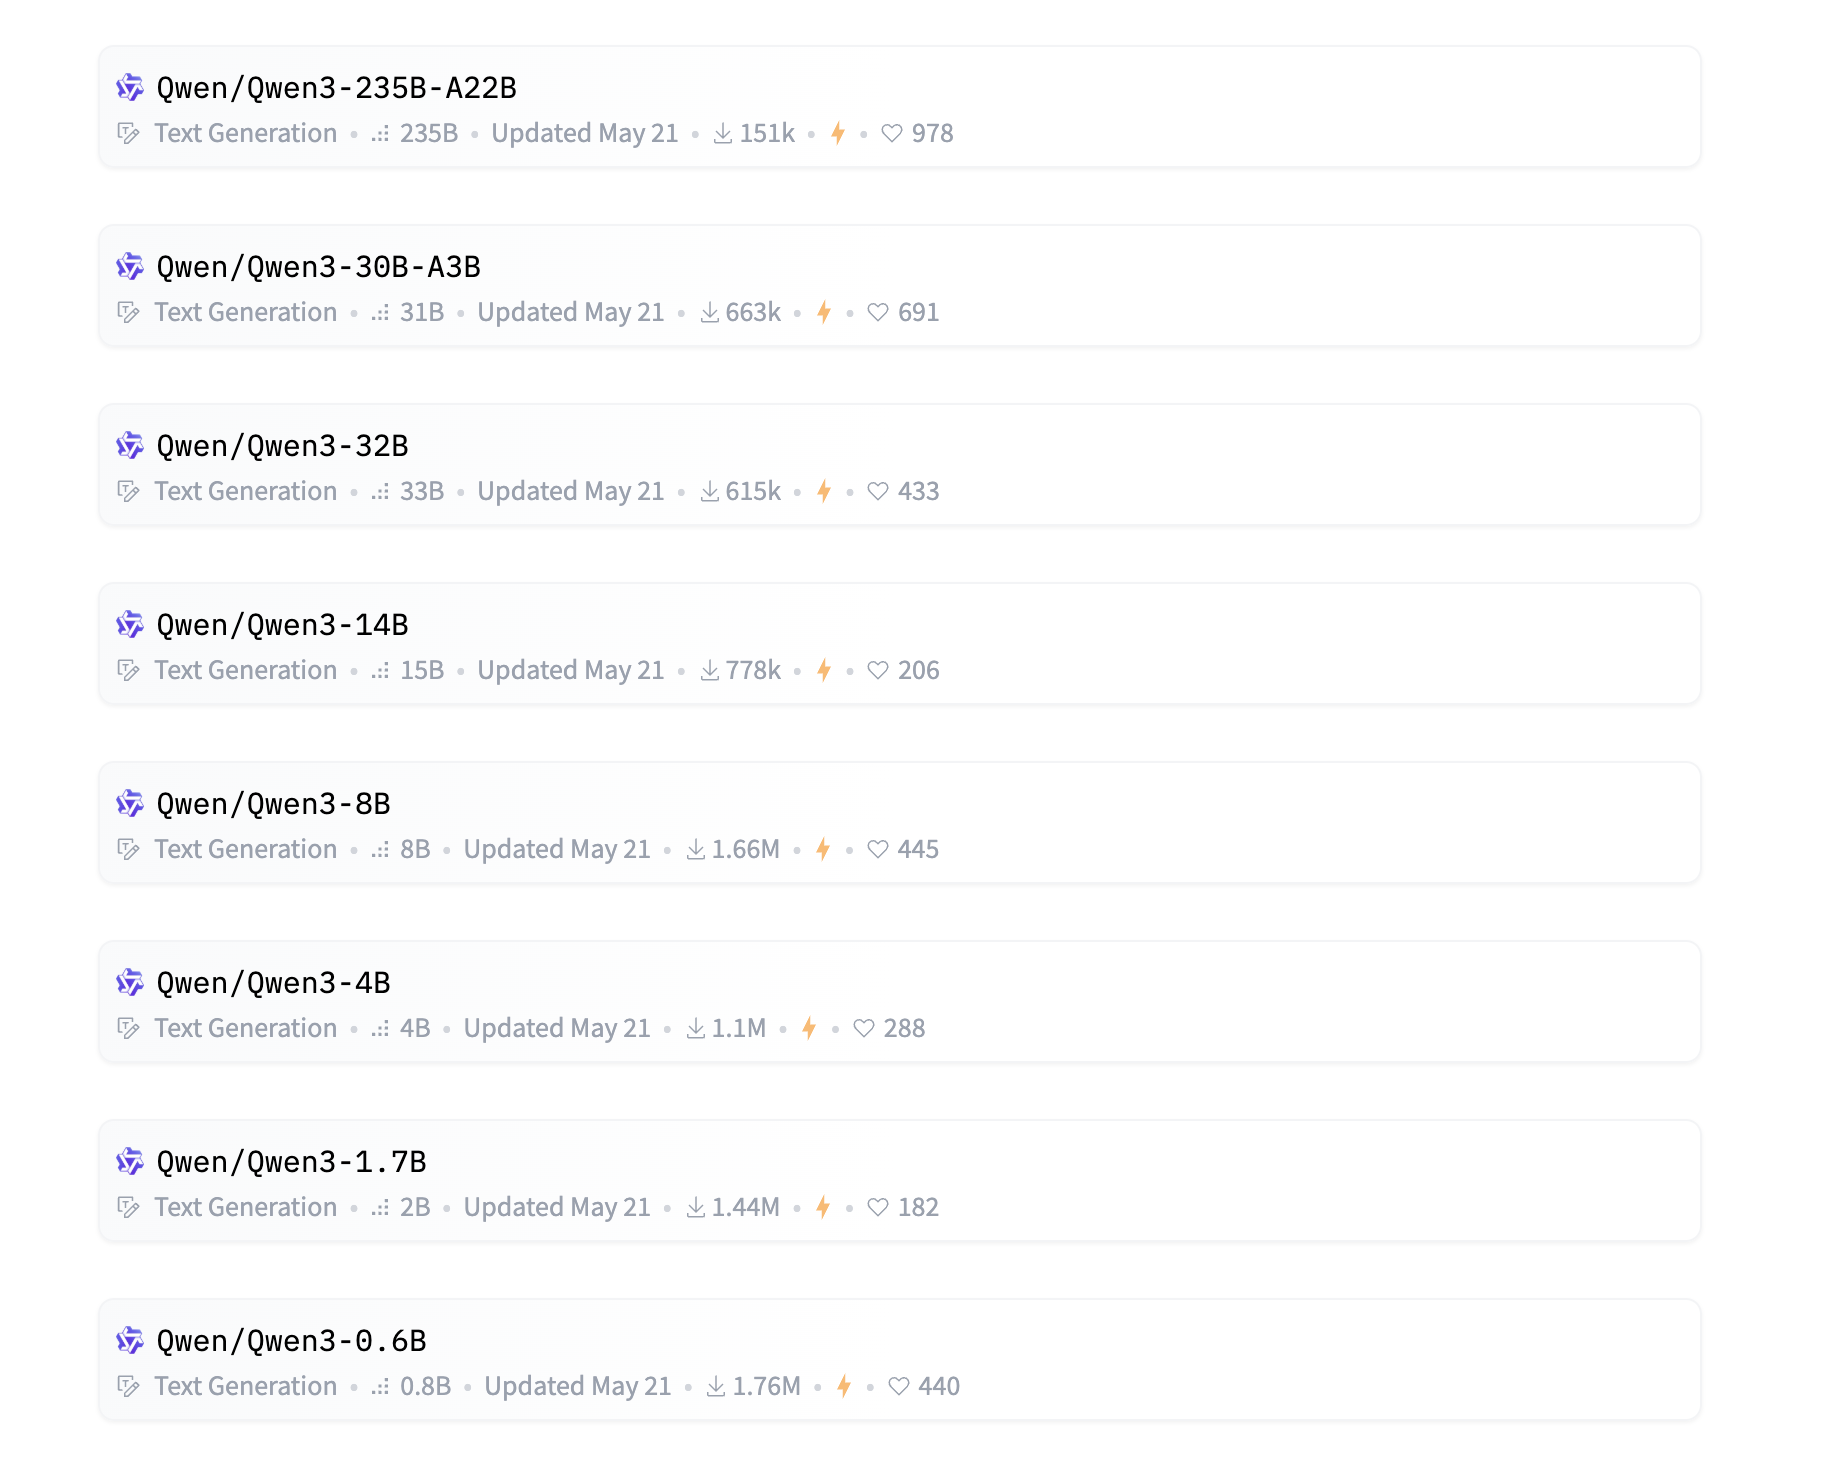 Qwen/Qwen3-235B-A22B
Text Generation • 235B • Updated May 21 • 151k • • 978
Qwen/Qwen3-30B-A3B
Text Generation • 31B • Updated May 21 • 663k • • 691
Qwen/Qwen3-32B
Text Generation • 33B • Updated May 21 • 615k • • 433
Qwen/Qwen3-14B
Text Generation • 15B • Updated May 21 • 778k • • 206
Qwen/Qwen3-8B
Text Generation • 8B • Updated May 21 • 1.66M • • 445
Qwen/Qwen3-4B
Text Generation • 4B • Updated May 21 • 1.1M • • 288
Qwen/Qwen3-1.7B
Text Generation • 2B • Updated May 21 • 1.44M • • 182
Qwen/Qwen3-0.6B
Text Generation • 0.8B • Updated May 21 • 1.76M • • 440